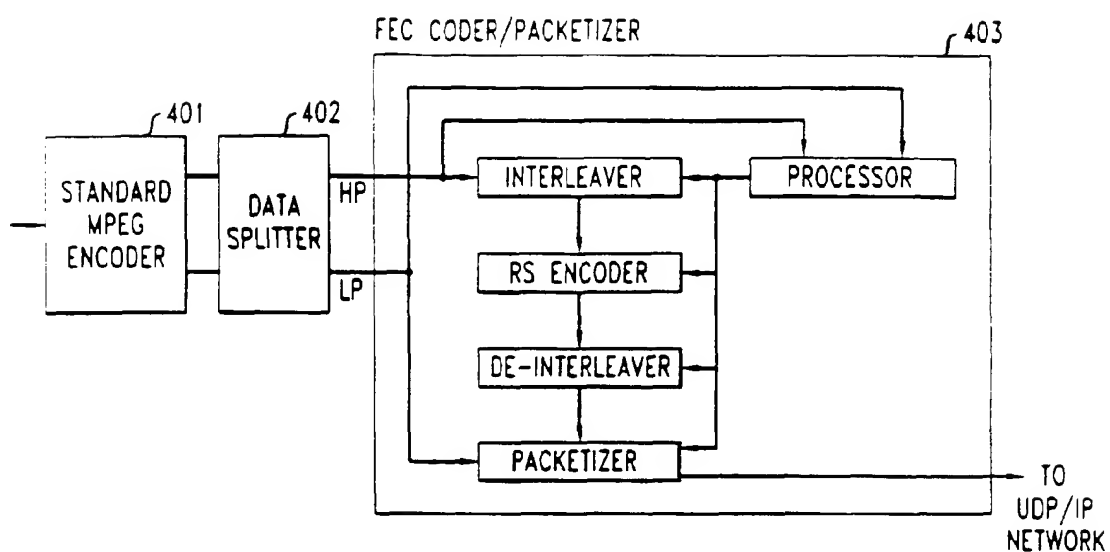 FEC CODER/PACKETIZER
403
401
402
STANDARD
MPEG
ENCODER
DATA
SPLITTER
HP
LP
INTERLEAVER
PROCESSOR
RS ENCODER
DE-INTERLEAVER
PACKETIZER
TO
UDP/IP
NETWORK